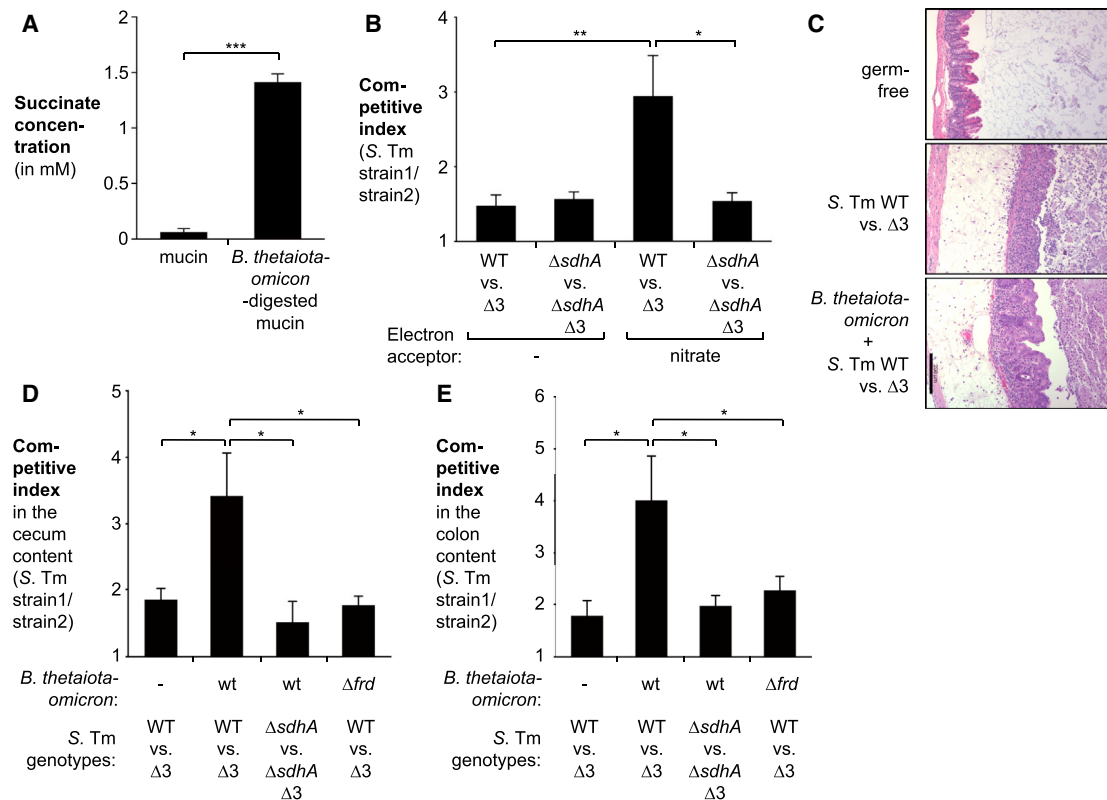 A
Succinate
concen-
tration
(in mM)
2
1.5
1
0.5
0
***
mucin
B. thetaiota-
omicon
-digested
mucin
B
Com-
petitive
index
(S. Tm
strain1/
strain2)
4
3
2
1
**
*
WT
vs.
Δ3
ΔsdhA
vs.
ΔsdhA
Δ3
WT
vs.
Δ3
ΔsdhA
vs.
ΔsdhA
Δ3
Electron
acceptor:
-
nitrate
C
germ-
free
S. Tm WT
vs. Δ3
B. thetaiota-
omicron
+
S. Tm WT
vs. Δ3
D
Com-
petitive
index
in the
cecum
content
(S. Tm
strain1/
strain2)
5
4
3
2
1
*
*
*
B. thetaiota-
omicron:
-
wt
wt
Δfrd
S. Tm
genotypes:
WT
vs.
Δ3
WT
vs.
Δ3
ΔsdhA
vs.
ΔsdhA
Δ3
WT
vs.
Δ3
E
Com-
petitive
index
in the
colon
content
(S. Tm
strain1/
strain2)
6
5
4
3
2
1
*
*
*
B. thetaiota-
omicron:
-
wt
wt
Δfrd
S. Tm
genotypes:
WT
vs.
Δ3
WT
vs.
Δ3
ΔsdhA
vs.
ΔsdhA
Δ3
WT
vs.
Δ3